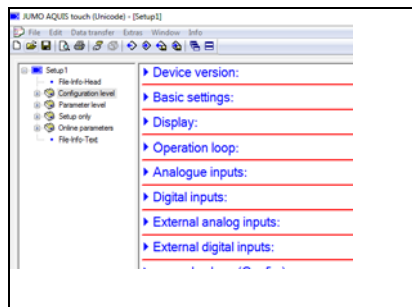 JUMO AQUIS touch (Unicode) - [Setup1]
File Edit Data transfer Extras Window Info
Setup1
File-Info-Head
Configuration level
Parameter level
Setup only
Online parameters
File-Info-Text
Device version:
Basic settings:
Display:
Operation loop:
Analogue inputs:
Digital inputs:
External analog inputs:
External digital inputs: